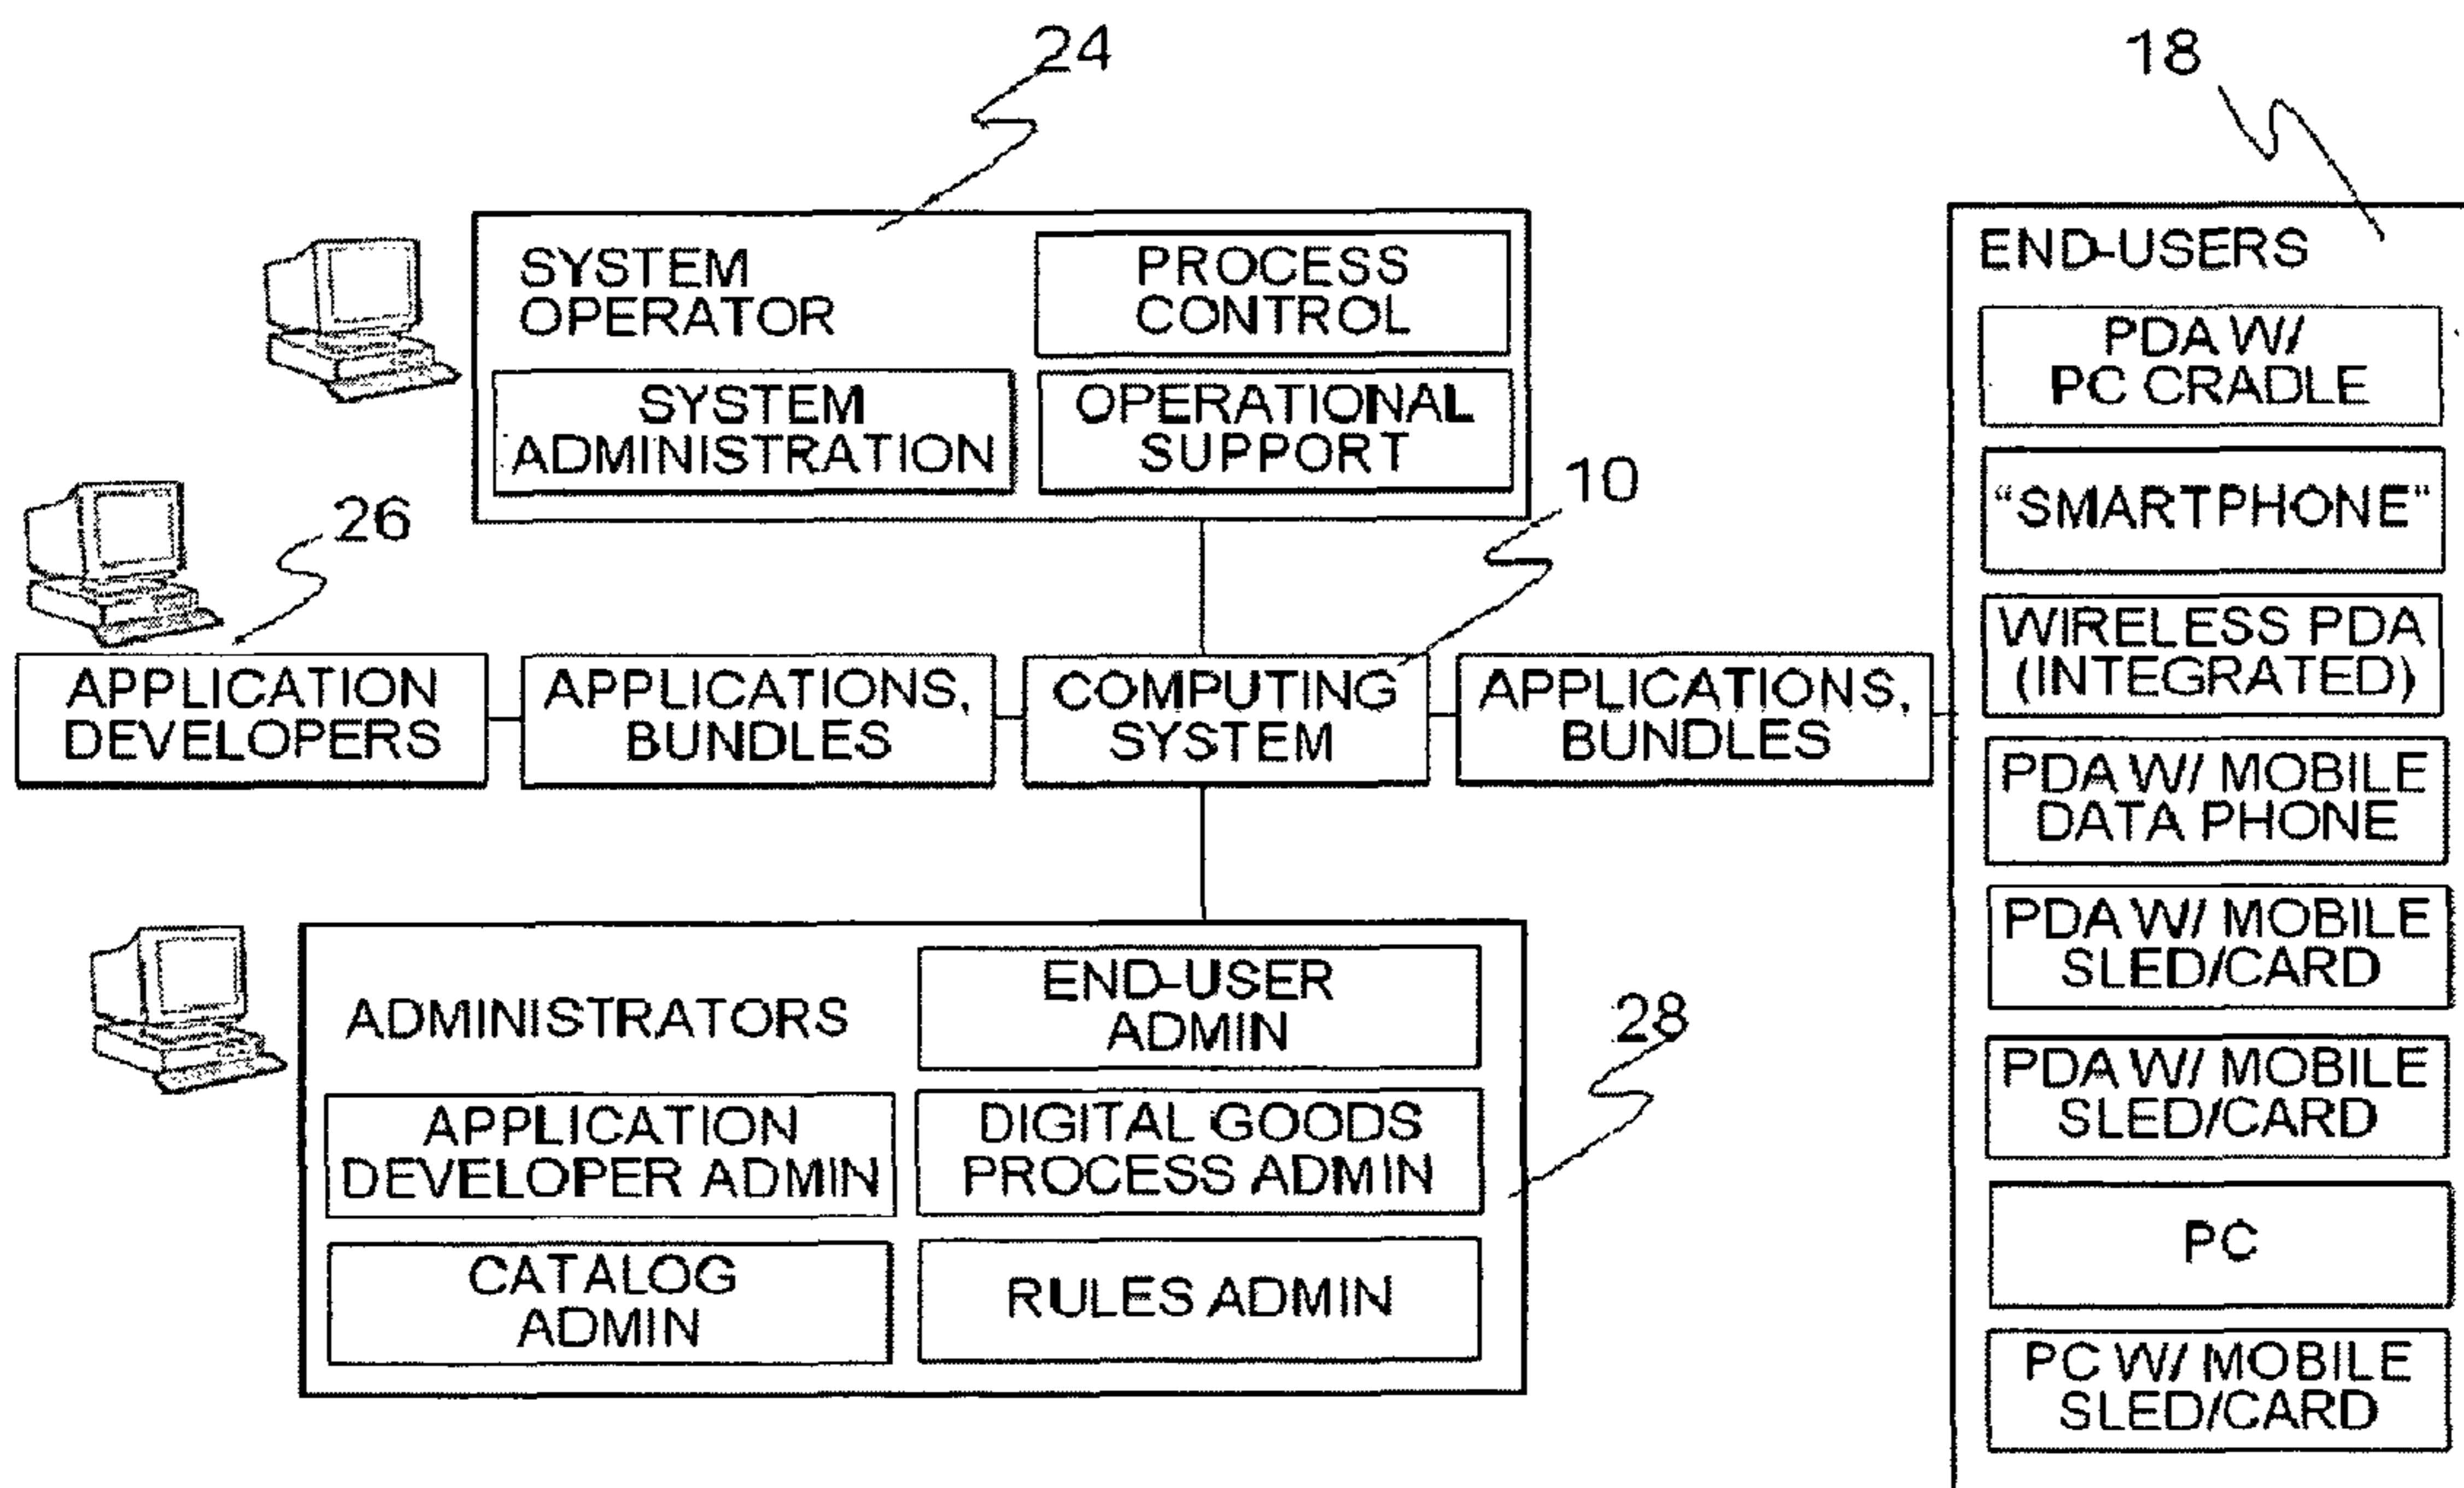 24
18
SYSTEM
OPERATOR
PROCESS
CONTROL
SYSTEM
ADMINISTRATION
OPERATIONAL
SUPPORT
10
26
APPLICATION
DEVELOPERS
APPLICATIONS,
BUNDLES
COMPUTING
SYSTEM
APPLICATIONS,
BUNDLES
ADMINISTRATORS
END-USER
ADMIN
28
APPLICATION
DEVELOPER ADMIN
DIGITAL GOODS
PROCESS ADMIN
CATALOG
ADMIN
RULES ADMIN
END-USERS
PDA W/
PC CRADLE
“SMARTPHONE“
WIRELESS PDA
(INTEGRATED)
PDA W/ MOBILE
DATA PHONE
PDA W/ MOBILE
SLED/CARD
PDA W/ MOBILE
SLED/CARD
PC
PC W/ MOBILE
SLED/CARD